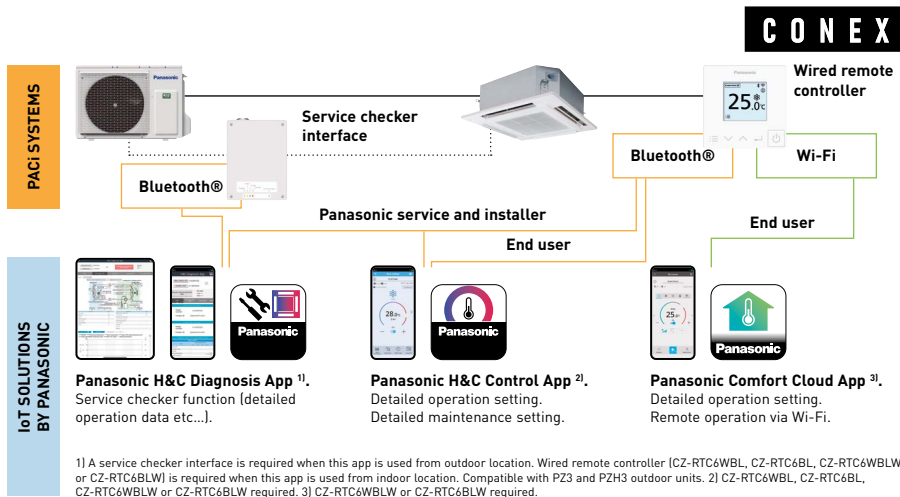 CONEX
PACi SYSTEMS
Panasonic
Service checker
interface
Panasonic
25.0c
Wired remote
controller
Bluetooth®
Bluetooth®
Wi-Fi
Panasonic service and installer
End user
End user
IoT SOLUTIONS
BY PANASONIC
Panasonic
28.0
Panasonic
25.0
Panasonic
Panasonic H&C Diagnosis App 1).
Service checker function (detailed
operation data etc...).
Panasonic H&C Control App 2).
Detailed operation setting.
Detailed maintenance setting.
Panasonic Comfort Cloud App 3).
Detailed operation setting.
Remote operation via Wi-Fi.
1) A service checker interface is required when this app is used from outdoor location. Wired remote controller (CZ-RTC6WBL, CZ-RTC6BL, CZ-RTC6WBLW
or CZ-RTC6BLW) is required when this app is used from indoor location. Compatible with PZ3 and PZH3 outdoor units. 2) CZ-RTC6WBL, CZ-RTC6BL,
CZ-RTC6WBLW or CZ-RTC6BLW required. 3) CZ-RTC6WBLW or CZ-RTC6BLW required.